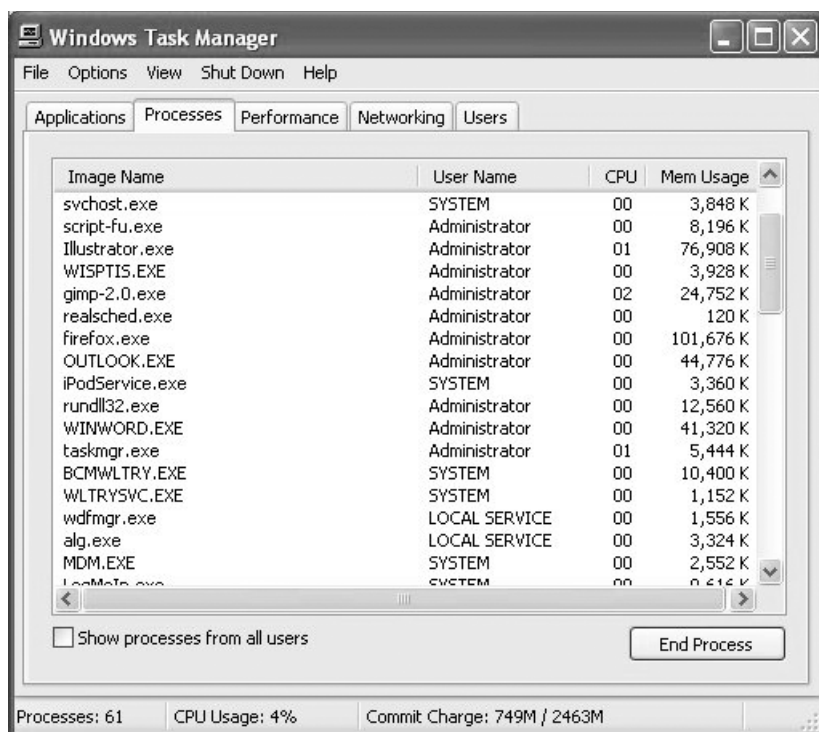 Windows Task Manager
File Options View Shut Down Help
Applications Processes Performance Networking Users
Image Name User Name CPU Mem Usage
svchost.exe SYSTEM 00 3,848 K
script-fu.exe Administrator 00 8,196 K
Illustrator.exe Administrator 01 76,908 K
WISPTIS.EXE Administrator 00 3,928 K
gimp-2.0.exe Administrator 02 24,752 K
realsched.exe Administrator 00 120 K
firefox.exe Administrator 00 101,676 K
OUTLOOK.EXE Administrator 00 44,776 K
iPodService.exe SYSTEM 00 3,360 K
rundll32.exe Administrator 00 12,560 K
WINWORD.EXE Administrator 00 41,320 K
taskmgr.exe Administrator 01 5,444 K
BCMWLTRY.EXE SYSTEM 00 10,400 K
WLTRYSVC.EXE SYSTEM 00 1,152 K
wdfmgr.exe LOCAL SERVICE 00 1,556 K
alg.exe LOCAL SERVICE 00 3,324 K
MDM.EXE SYSTEM 00 2,552 K
SYSTEM 00
Show processes from all users
End Process
Processes: 61 CPU Usage: 4% Commit Charge: 749M / 2463M